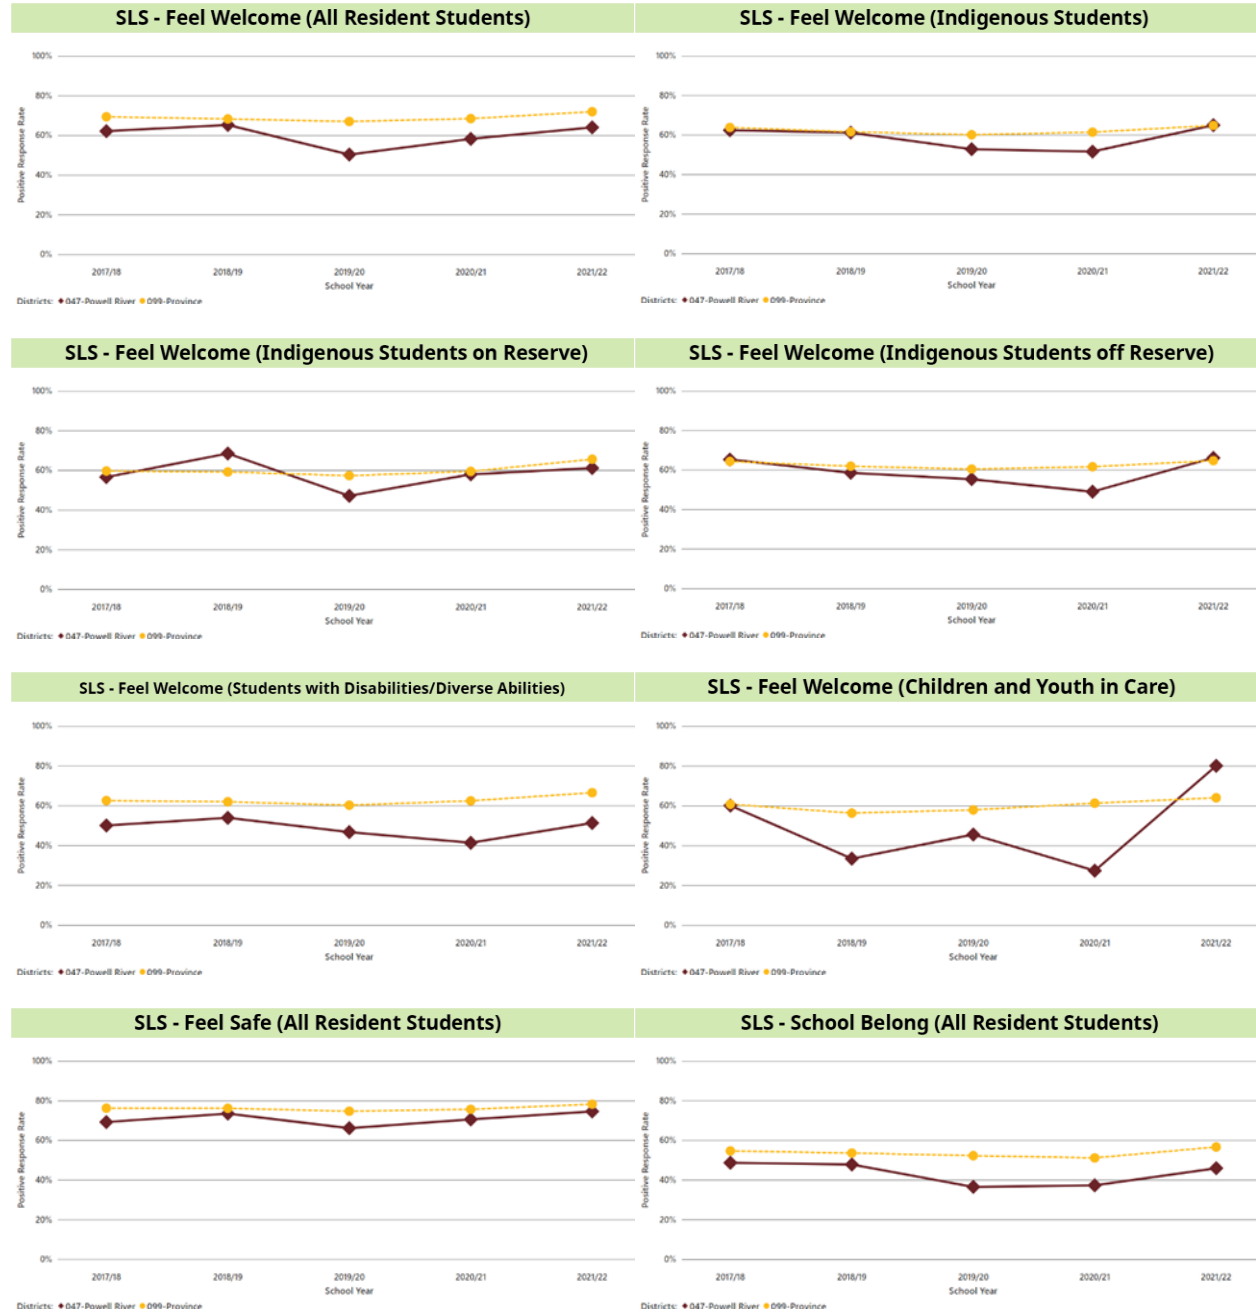 SLS - Feel Welcome (All Resident Students)
100%
80%
60%
40%
20%
0%
Positive Response Rate
2017/18 2018/19 2019/20 2020/21 2021/22
School Year
Districts: 047-Powell River 099-Province
SLS - Feel Welcome (Indigenous Students)
100%
80%
60%
40%
20%
0%
Positive Response Rate
2017/18 2018/19 2019/20 2020/21 2021/22
School Year
Districts: 047-Powell River 099-Province
SLS - Feel Welcome (Indigenous Students on Reserve)
100%
80%
60%
40%
20%
0%
Positive Response Rate
2017/18 2018/19 2019/20 2020/21 2021/22
School Year
Districts: 047-Powell River 099-Province
SLS - Feel Welcome (Indigenous Students off Reserve)
100%
80%
60%
40%
20%
0%
Positive Response Rate
2017/18 2018/19 2019/20 2020/21 2021/22
School Year
Districts: 047-Powell River 099-Province
SLS - Feel Welcome (Students with Disabilities/Diverse Abilities)
100%
80%
60%
40%
20%
0%
Positive Response Rate
2017/18 2018/19 2019/20 2020/21 2021/22
School Year
Districts: 047-Powell River 099-Province
SLS - Feel Welcome (Children and Youth in Care)
100%
80%
60%
40%
20%
0%
Positive Response Rate
2017/18 2018/19 2019/20 2020/21 2021/22
School Year
Districts: 047-Powell River 099-Province
SLS - Feel Safe (All Resident Students)
100%
80%
60%
40%
20%
0%
Positive Response Rate
2017/18 2018/19 2019/20 2020/21 2021/22
School Year
Districts: 047-Powell River 099-Province
SLS - School Belong (All Resident Students)
100%
80%
60%
40%
20%
0%
Positive Response Rate
2017/18 2018/19 2019/20 2020/21 2021/22
School Year
Districts: 047-Powell River 099-Province